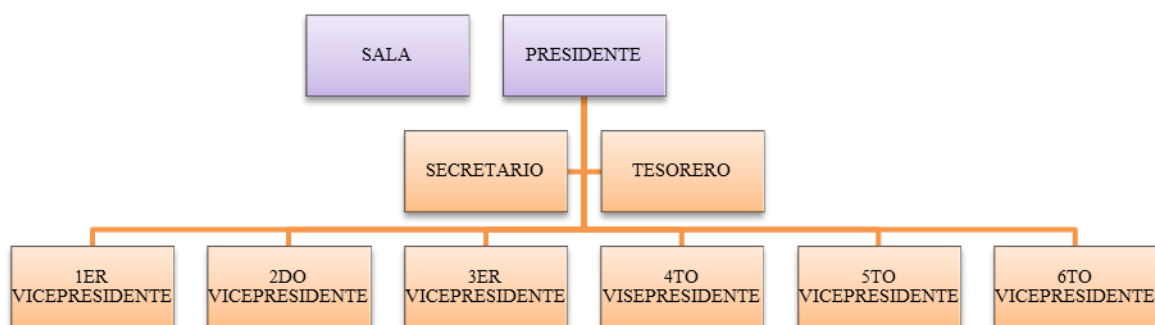 SALA
PRESIDENTE
SECRETARIO
TESORERO
1ER
VICEPRESIDENTE
2DO
VICEPRESIDENTE
3ER
VICEPRESIDENTE
4TO
VISEPRESIDENTE
5TO
VICEPRESIDENTE
6TO
VICEPRESIDENTE